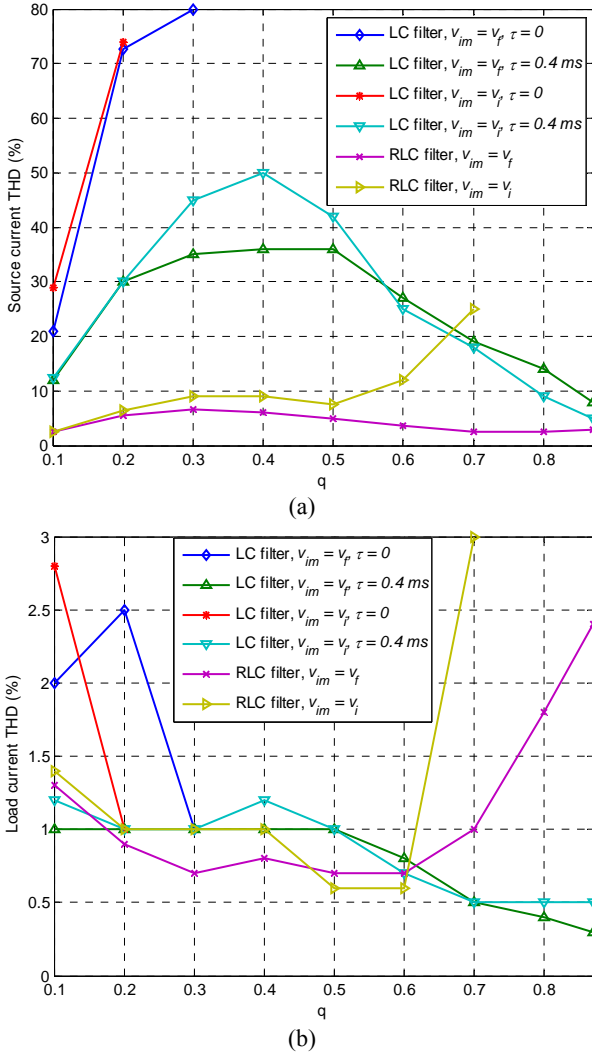 80
70
60
50
40
30
20
10
0
Source current THD (%)
LC filter, v_im = v_f, τ = 0
LC filter, v_im = v_f, τ = 0.4 ms
LC filter, v_im = v_i, τ = 0
LC filter, v_im = v_i, τ = 0.4 ms
RLC filter, v_im = v_f
RLC filter, v_im = v_i
0.1 0.2 0.3 0.4 0.5 0.6 0.7 0.8
q
(a)
3
2.5
2
1.5
1
0.5
0
Load current THD (%)
LC filter, v_im = v_f, τ = 0
LC filter, v_im = v_f, τ = 0.4 ms
LC filter, v_im = v_i, τ = 0
LC filter, v_im = v_i, τ = 0.4 ms
RLC filter, v_im = v_f
RLC filter, v_im = v_i
0.1 0.2 0.3 0.4 0.5 0.6 0.7 0.8
q
(b)